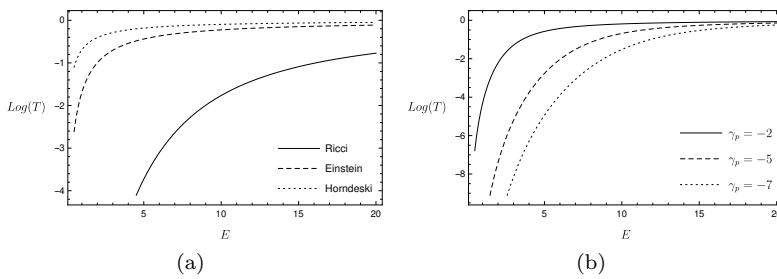 0
-1
Log(T)
-2
-3
-4
Ricci
Einstein
Horndeski
5
10
15
20
E
(a)
0
-2
Log(T)
-4
-6
-8
γp = -2
γp = -5
γp = -7
5
10
15
20
E
(b)